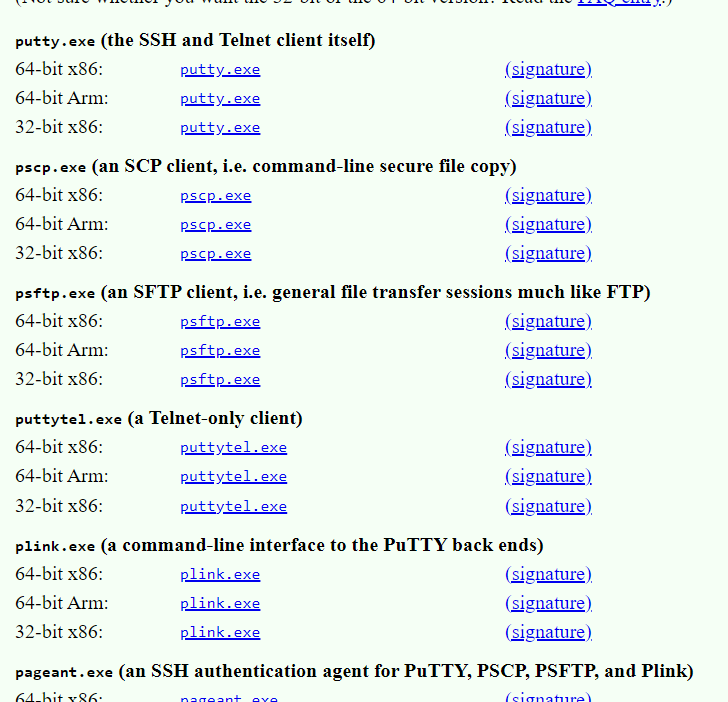 (Not sure whether you want the 32-bit or the 64-bit version? Read the FAQ entry.)
putty.exe (the SSH and Telnet client itself)
64-bit x86: putty.exe (signature)
64-bit Arm: putty.exe (signature)
32-bit x86: putty.exe (signature)
pscp.exe (an SCP client, i.e. command-line secure file copy)
64-bit x86: pscp.exe (signature)
64-bit Arm: pscp.exe (signature)
32-bit x86: pscp.exe (signature)
psftp.exe (an SFTP client, i.e. general file transfer sessions much like FTP)
64-bit x86: psftp.exe (signature)
64-bit Arm: psftp.exe (signature)
32-bit x86: psftp.exe (signature)
puttytel.exe (a Telnet-only client)
64-bit x86: puttytel.exe (signature)
64-bit Arm: puttytel.exe (signature)
32-bit x86: puttytel.exe (signature)
plink.exe (a command-line interface to the PuTTY back ends)
64-bit x86: plink.exe (signature)
64-bit Arm: plink.exe (signature)
32-bit x86: plink.exe (signature)
pageant.exe (an SSH authentication agent for PuTTY, PSCP, PSFTP, and Plink)
64-bit x86: pageant.exe (signature)